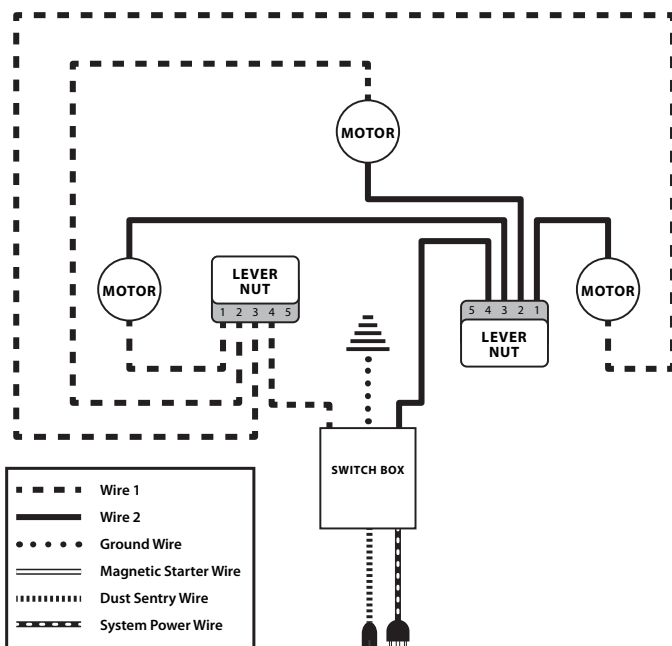 MOTOR
MOTOR
LEVER
NUT
1 2 3 4 5
MOTOR
5 4 3 2 1
LEVER
NUT
SWITCH BOX
Wire 1
Wire 2
Ground Wire
Magnetic Starter Wire
Dust Sentry Wire
System Power Wire